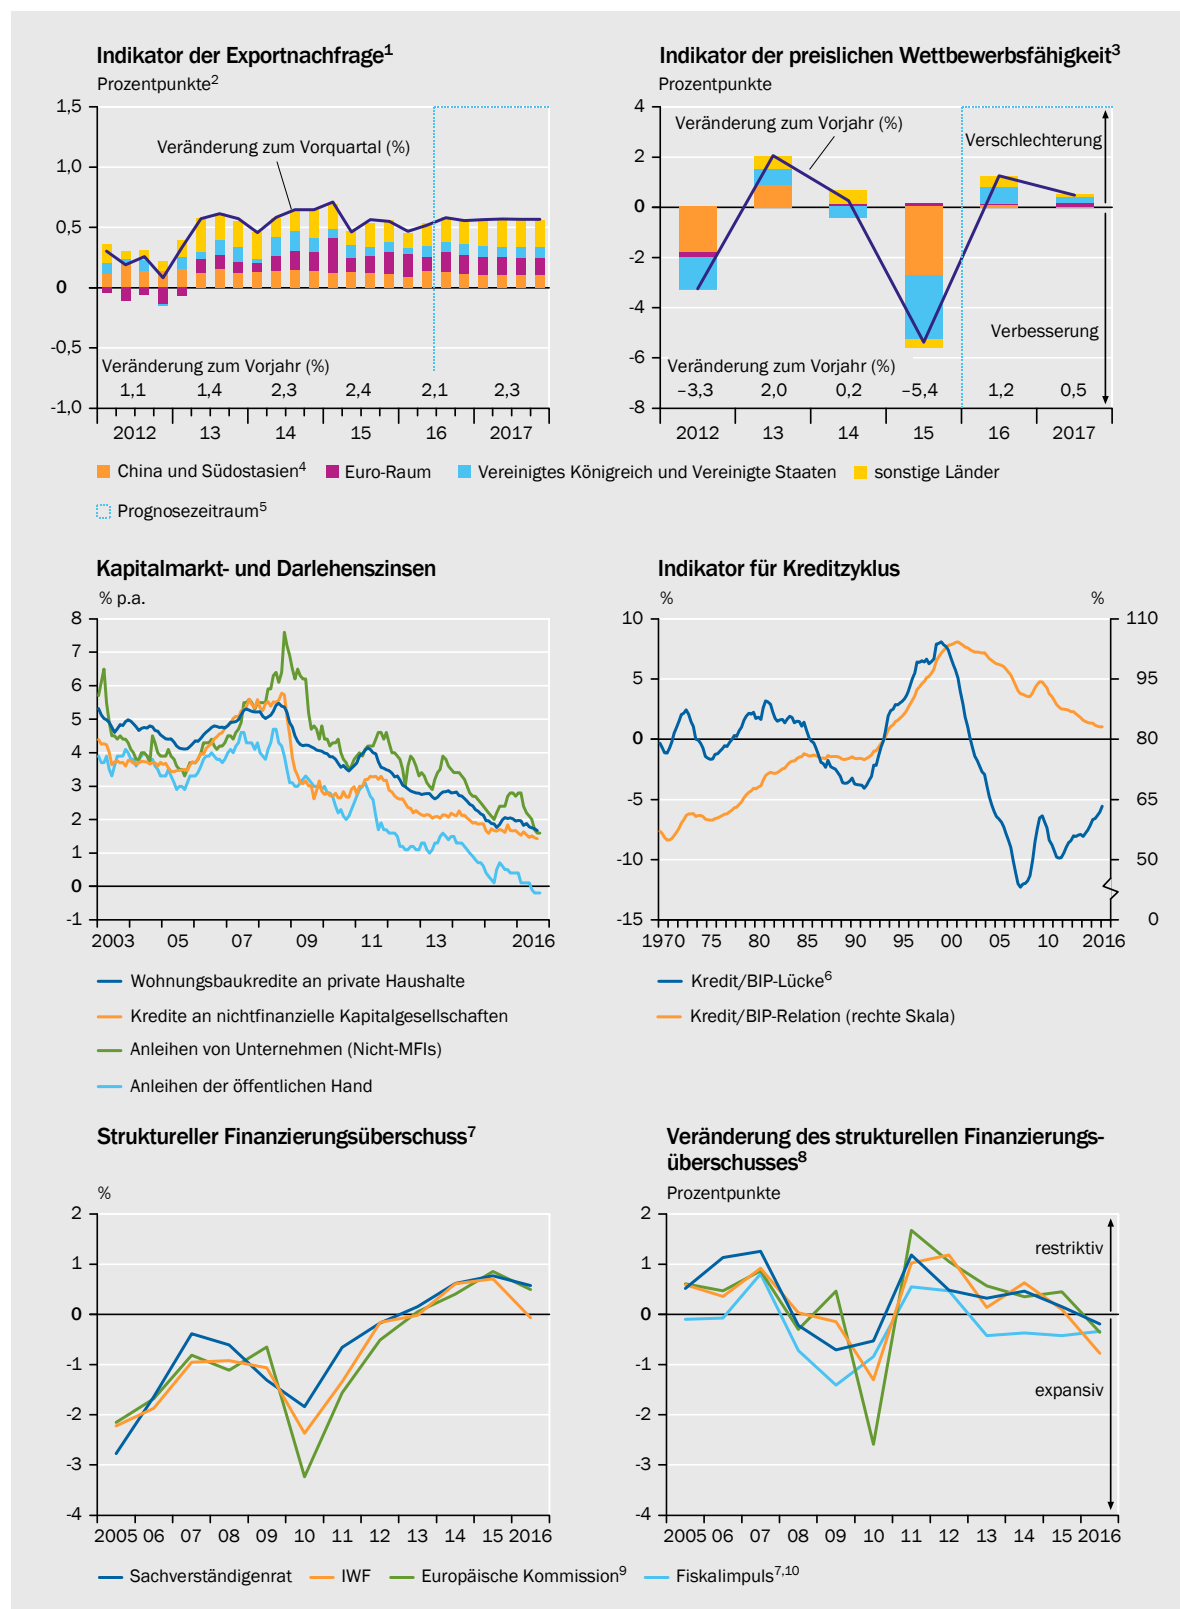 Indikator der Exportnachfrage1
Prozentpunkte2
1,5
1,0
0,5
0
-0,5
-1,0
Veränderung zum Vorquartal (%)
Veränderung zum Vorjahr (%)
1,1 1,4 2,3 2,4 2,1 2,3
2012 13 14 15 16 2017
Indikator der preislichen Wettbewerbsfähigkeit3
Prozentpunkte
4
2
0
-2
-4
-6
-8
Veränderung zum Vorjahr (%)
Verschlechterung
Verbesserung
Veränderung zum Vorjahr (%)
–3,3 2,0 0,2 –5,4 1,2 0,5
2012 13 14 15 16 2017
China und Südostasien4 Euro-Raum Vereinigtes Königreich und Vereinigte Staaten sonstige Länder
Prognosezeitraum5
Kapitalmarkt- und Darlehenszinsen
% p.a.
8
7
6
5
4
3
2
1
0
-1
2003 05 07 09 11 13 2016
Wohnungsbaukredite an private Haushalte
Kredite an nichtfinanzielle Kapitalgesellschaften
Anleihen von Unternehmen (Nicht-MFIs)
Anleihen der öffentlichen Hand
Indikator für Kreditzyklus
% %
10 110
5 95
0 80
-5 65
-10 50
-15 0
1970 75 80 85 90 95 00 05 10 2016
Kredit/BIP-Lücke6
Kredit/BIP-Relation (rechte Skala)
Struktureller Finanzierungsüberschuss7
%
2
1
0
-1
-2
-3
-4
2005 06 07 08 09 10 11 12 13 14 15 2016
Veränderung des strukturellen Finanzierungs-
überschusses8
Prozentpunkte
2
1
0
-1
-2
-3
-4
restriktiv
expansiv
2005 06 07 08 09 10 11 12 13 14 15 2016
Sachverständigenrat IWF Europäische Kommission9 Fiskalimpuls7,10